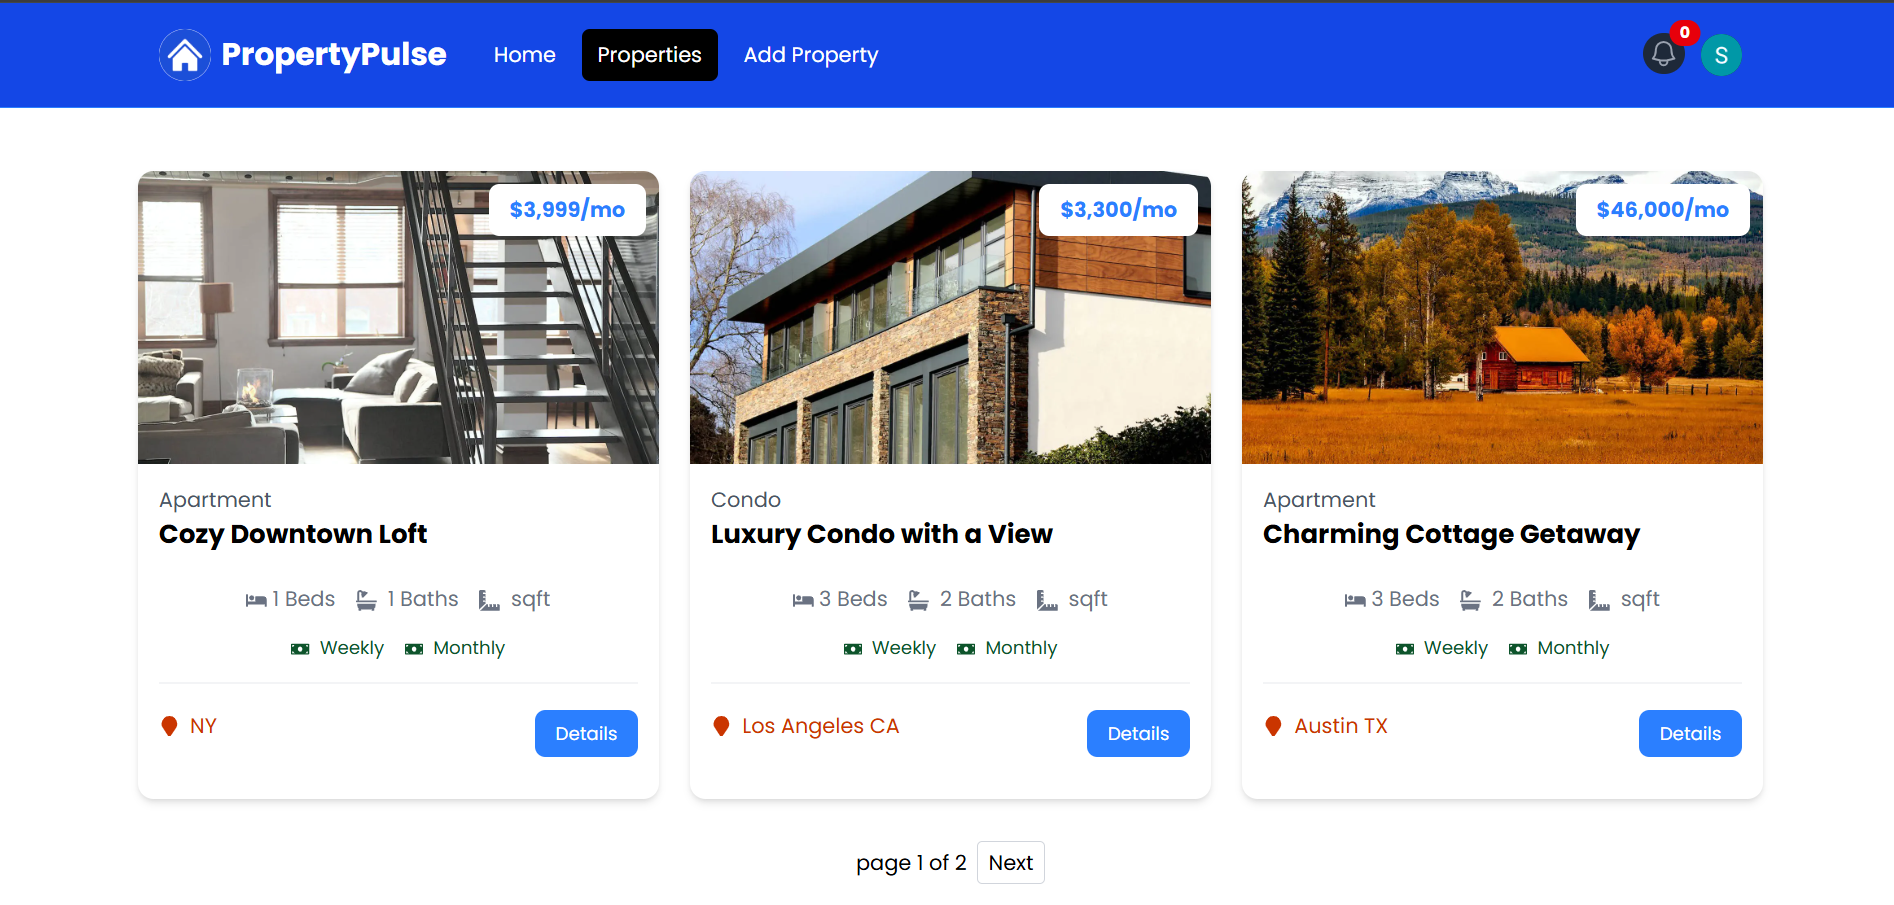 PropertyPulse Home Properties Add Property 0 S
$3,999/mo
Apartment
Cozy Downtown Loft
1 Beds 1 Baths sqft
Weekly Monthly
NY Details
$3,300/mo
Condo
Luxury Condo with a View
3 Beds 2 Baths sqft
Weekly Monthly
Los Angeles CA Details
$46,000/mo
Apartment
Charming Cottage Getaway
3 Beds 2 Baths sqft
Weekly Monthly
Austin TX Details
page 1 of 2 Next